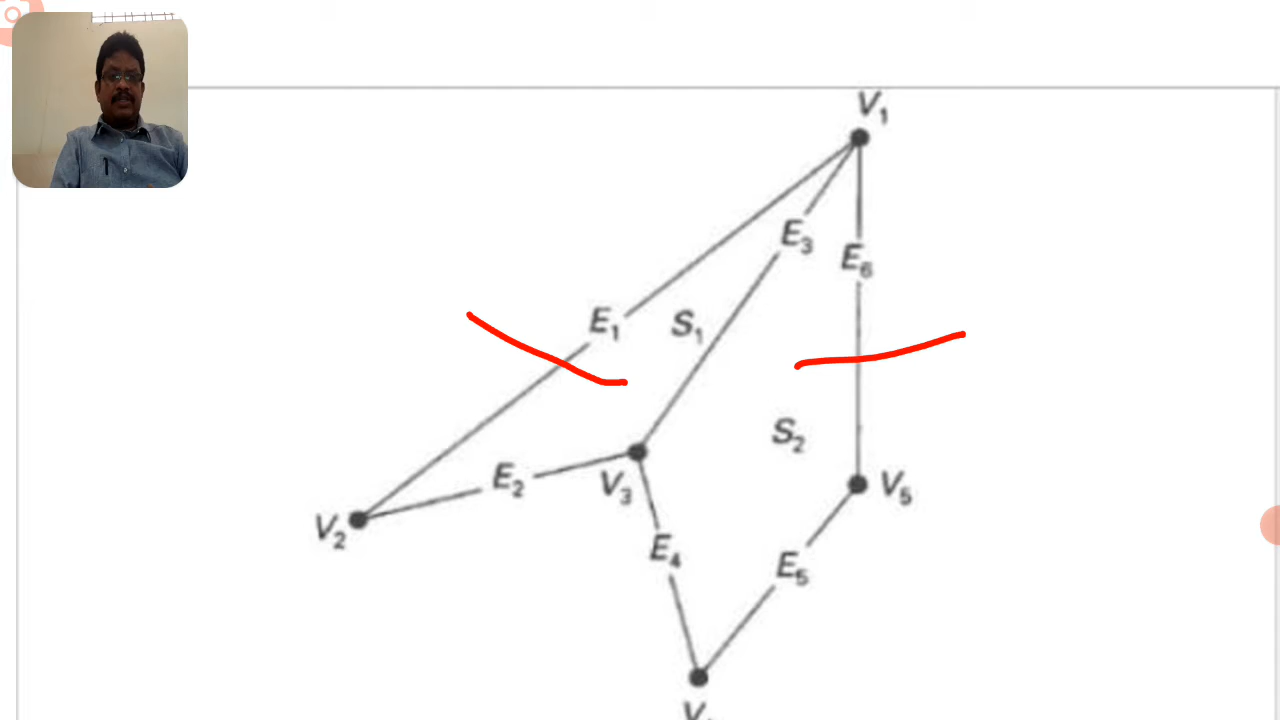 V₁
E₃
E₆
E₁
S₁
S₂
E₂
V₃
V₅
V₂
E₄
E₅